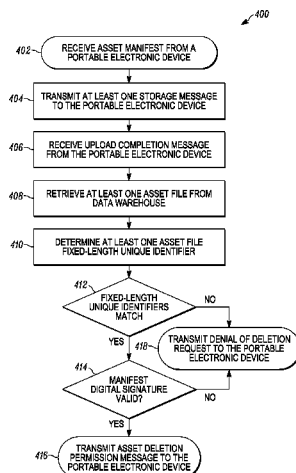 400
402
RECEIVE ASSET MANIFEST FROM A
PORTABLE ELECTRONIC DEVICE
404
TRANSMIT AT LEAST ONE STORAGE MESSAGE
TO THE PORTABLE ELECTRONIC DEVICE
406
RECEIVE UPLOAD COMPLETION MESSAGE
FROM THE PORTABLE ELECTRONIC DEVICE
408
RETRIEVE AT LEAST ONE ASSET FILE FROM
DATA WAREHOUSE
410
DETERMINE AT LEAST ONE ASSET FILE
FIXED-LENGTH UNIQUE IDENTIFIER
412
FIXED-LENGTH
UNIQUE IDENTIFIERS
MATCH
NO
YES
TRANSMIT DENIAL OF DELETION
418 REQUEST TO THE PORTABLE
ELECTRONIC DEVICE
414
MANIFEST
DIGITAL SIGNATURE
VALID?
NO
YES
TRANSMIT ASSET DELETION
PERMISSION MESSAGE TO THE
PORTABLE ELECTRONIC DEVICE
416